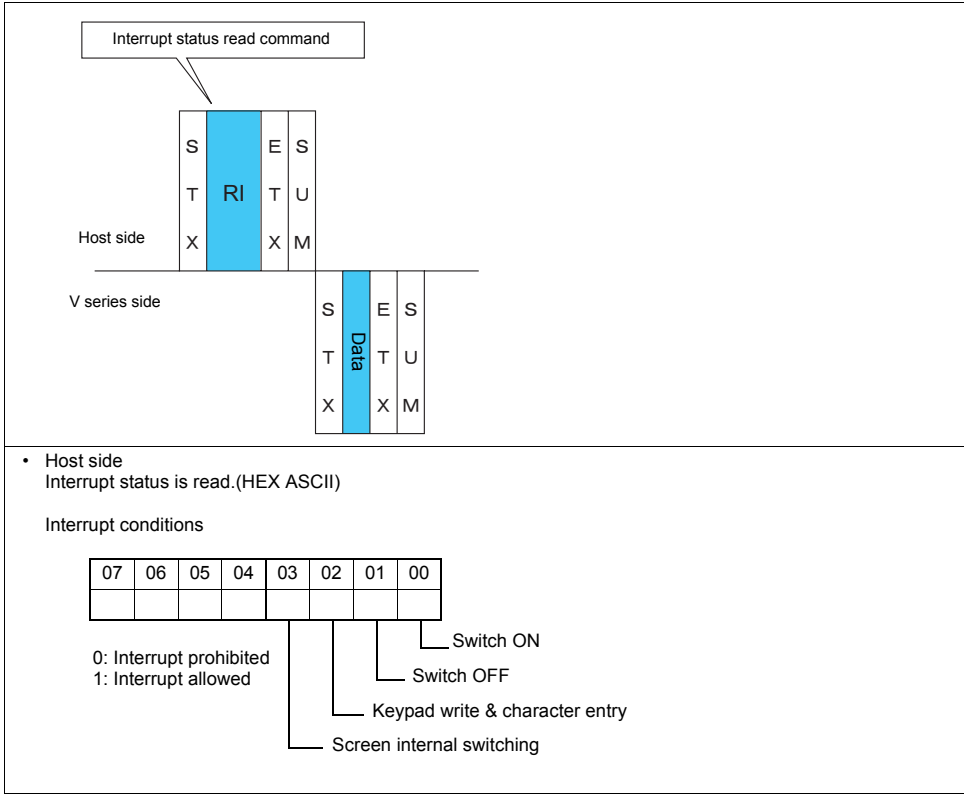 Interrupt status read command
S T X RI E T X S U M
Host side
V series side
S T X Data E T X S U M
• Host side
Interrupt status is read.(HEX ASCII)
Interrupt conditions
07 06 05 04 03 02 01 00
Switch ON
0: Interrupt prohibited
1: Interrupt allowed
Switch OFF
Keypad write & character entry
Screen internal switching